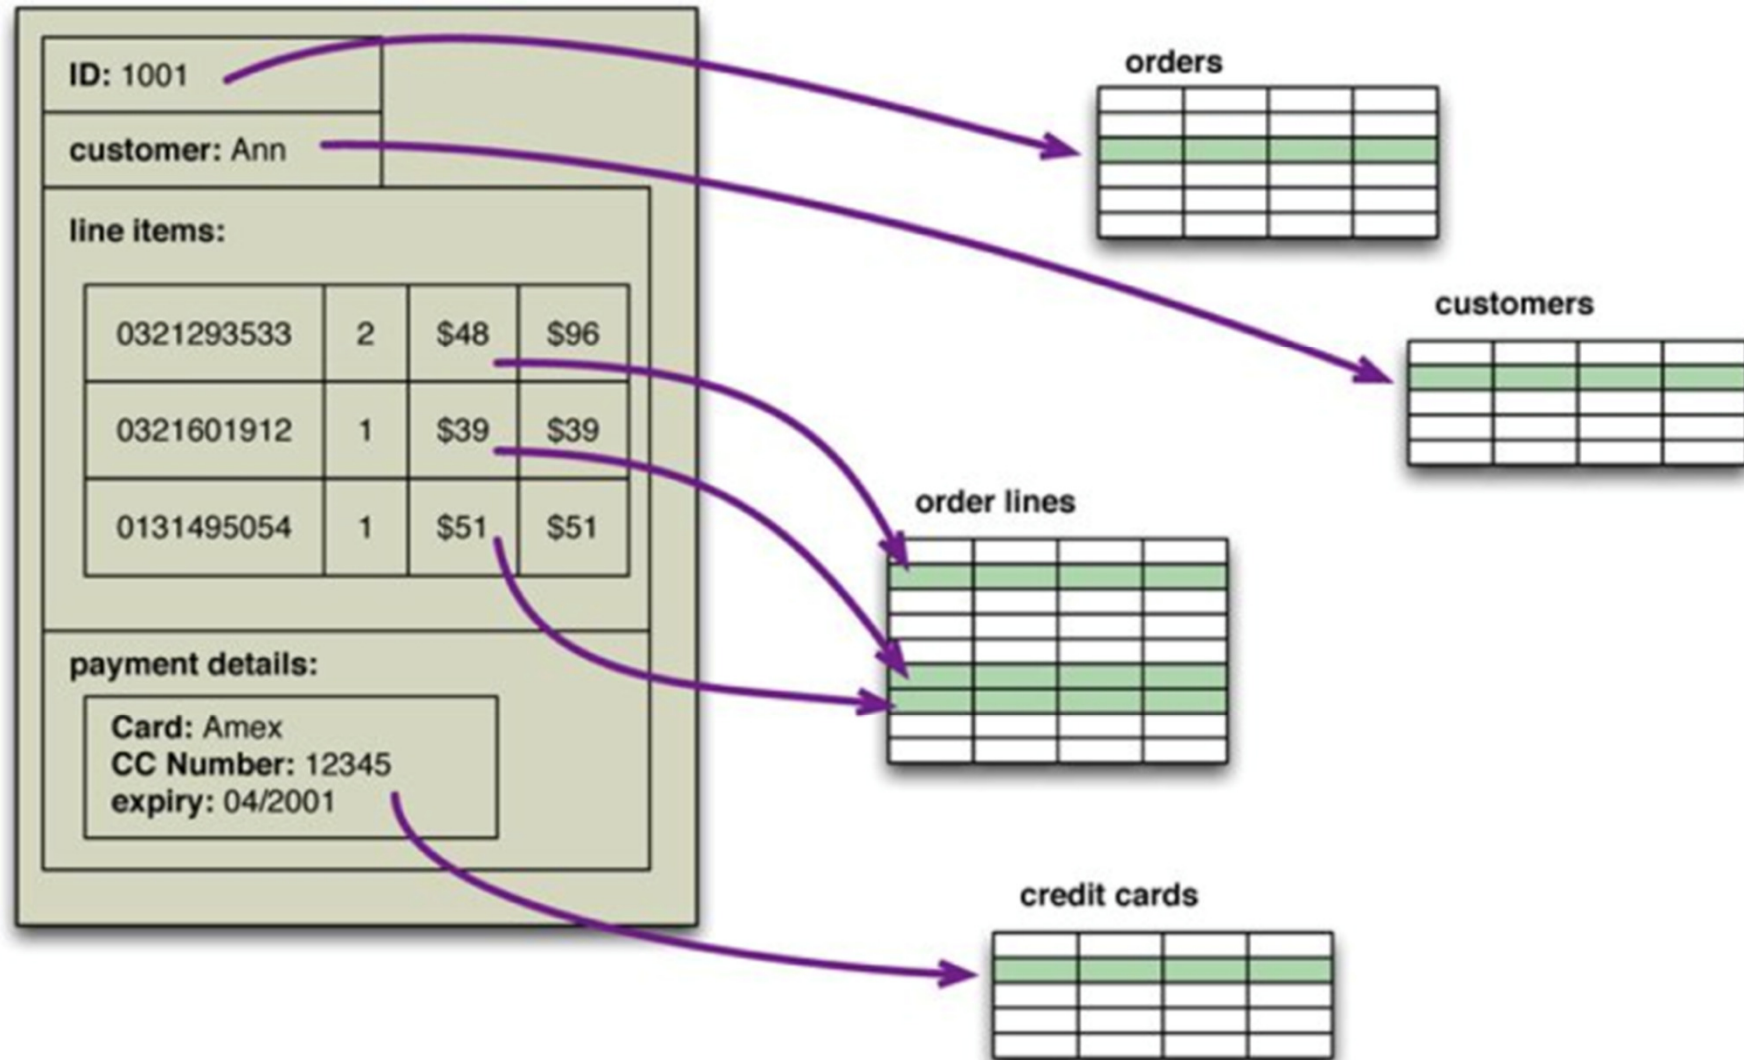 ID: 1001
customer: Ann
line items:
0321293533 2 $48 $96
0321601912 1 $39 $39
0131495054 1 $51 $51
payment details:
Card: Amex
CC Number: 12345
expiry: 04/2001
orders
customers
order lines
credit cards